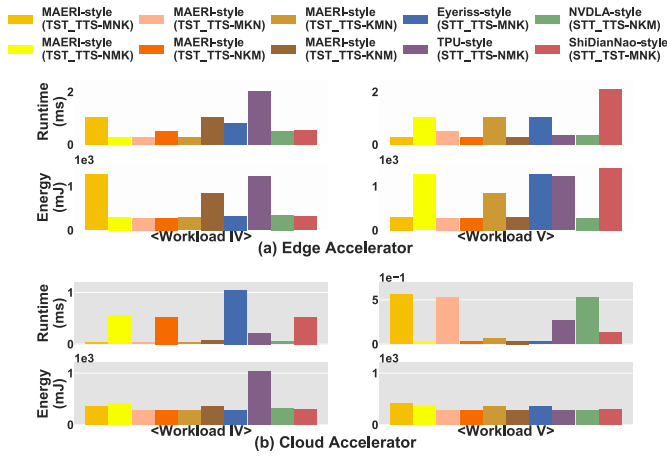 MAERI-style (TST_TTS-MNK)
MAERI-style (TST_TTS-MKN)
MAERI-style (TST_TTS-KMN)
Eyeriss-style (STT_TTS-MNK)
NVDLA-style (STT_TTS-NKM)
MAERI-style (TST_TTS-NMK)
MAERI-style (TST_TTS-NKM)
MAERI-style (TST_TTS-KNM)
TPU-style (STT_TTS-NMK)
ShiDianNao-style (STT_TST-MNK)
Runtime (ms)
2
1
0
2
1
0
Energy (mJ)
1e3
1
0
1e3
1
0
<Workload IV>
<Workload V>
(a) Edge Accelerator
Runtime (ms)
1
0
1e−1
5
0
Energy (mJ)
1e3
1
0
1e3
1
0
<Workload IV>
<Workload V>
(b) Cloud Accelerator